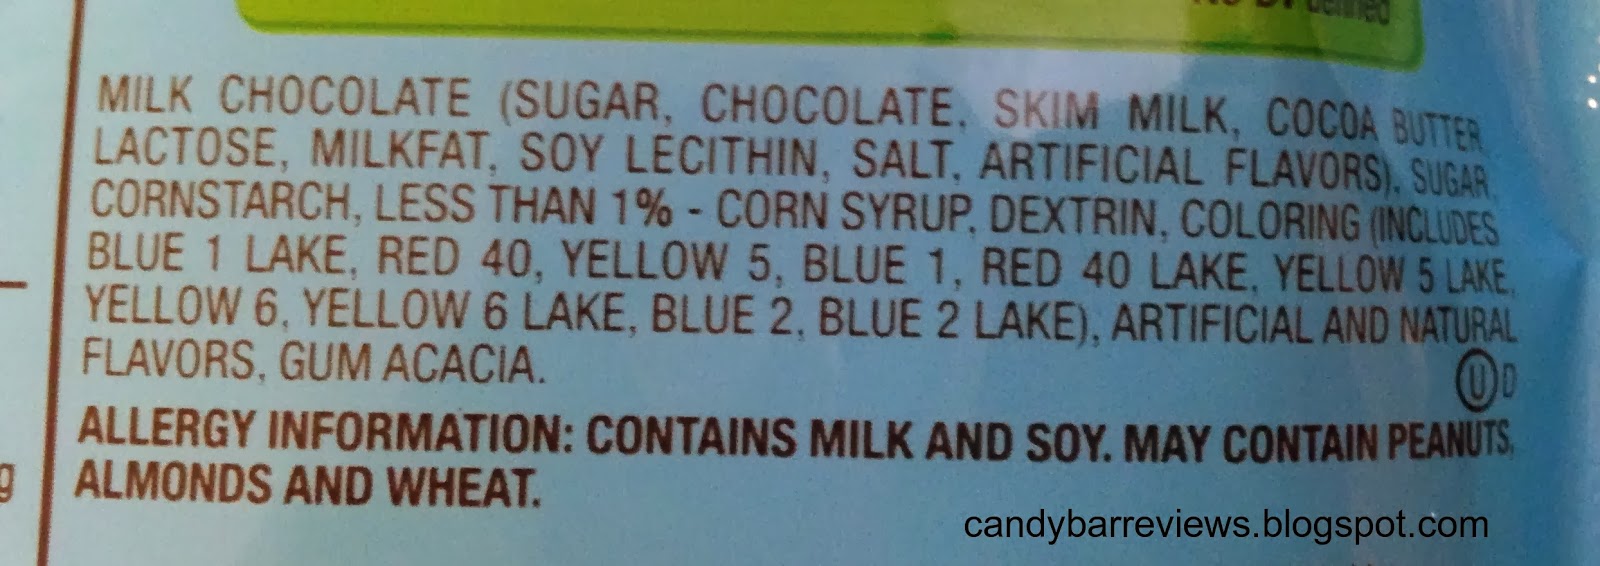 defined
MILK CHOCOLATE (SUGAR, CHOCOLATE, SKIM MILK, COCOA BUTTER,
LACTOSE, MILKFAT, SOY LECITHIN, SALT, ARTIFICIAL FLAVORS), SUGAR,
CORNSTARCH, LESS THAN 1% - CORN SYRUP, DEXTRIN, COLORING (INCLUDES
BLUE 1 LAKE, RED 40, YELLOW 5, BLUE 1, RED 40 LAKE, YELLOW 5 LAKE,
YELLOW 6, YELLOW 6 LAKE, BLUE 2, BLUE 2 LAKE), ARTIFICIAL AND NATURAL
FLAVORS, GUM ACACIA.
U D
ALLERGY INFORMATION: CONTAINS MILK AND SOY. MAY CONTAIN PEANUTS,
ALMONDS AND WHEAT.
g
candybarreviews.blogspot.com